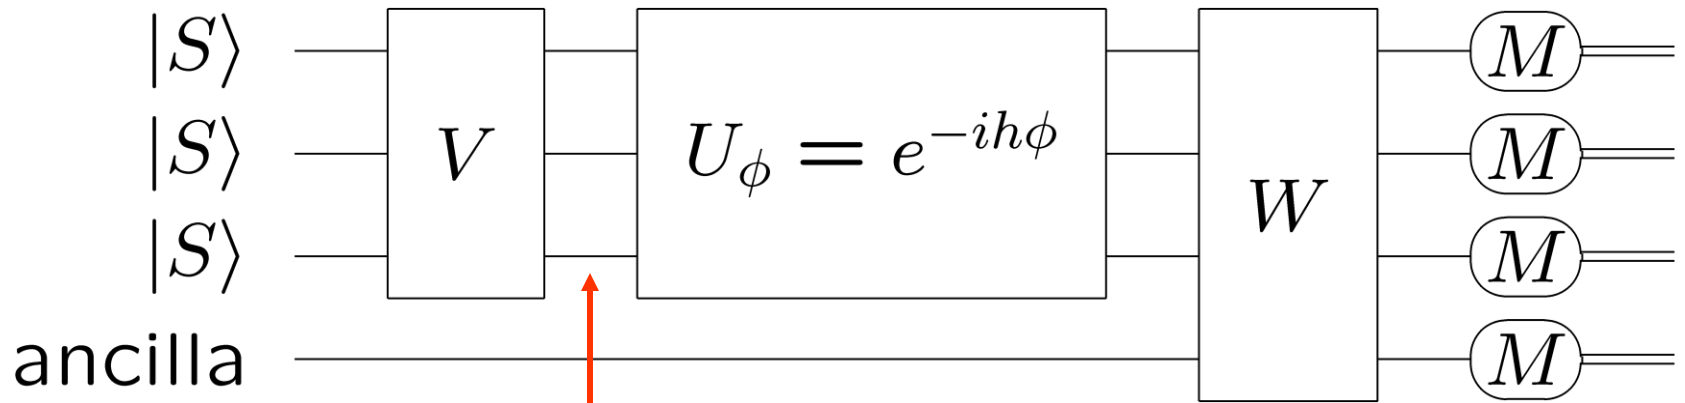 |S⟩ M
V U_ϕ = e^{-ihϕ}
|S⟩ M
W
|S⟩ M
ancilla M